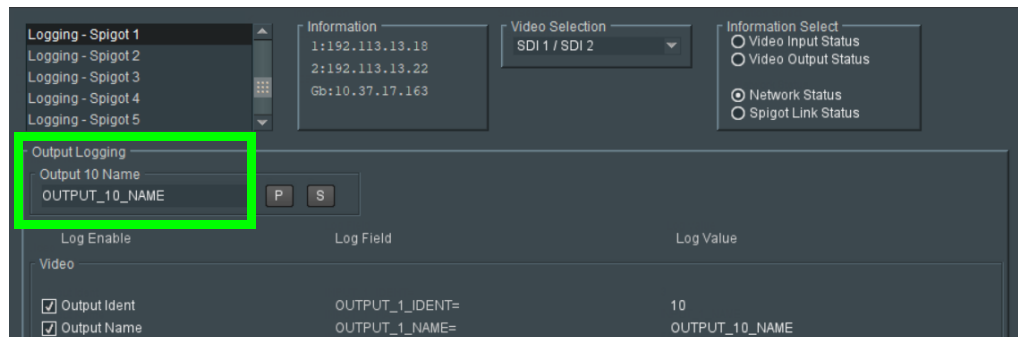 Logging - Spigot 1
Logging - Spigot 2
Logging - Spigot 3
Logging - Spigot 4
Logging - Spigot 5
Information
1:192.113.13.18
2:192.113.13.22
Gb:10.37.17.163
Video Selection
SDI 1 / SDI 2
Information Select
Video Input Status
Video Output Status
Network Status
Spigot Link Status
Output Logging
Output 10 Name
OUTPUT_10_NAME P S
Log Enable Log Field Log Value
Video
Output Ident OUTPUT_1_IDENT= 10
Output Name OUTPUT_1_NAME= OUTPUT_10_NAME